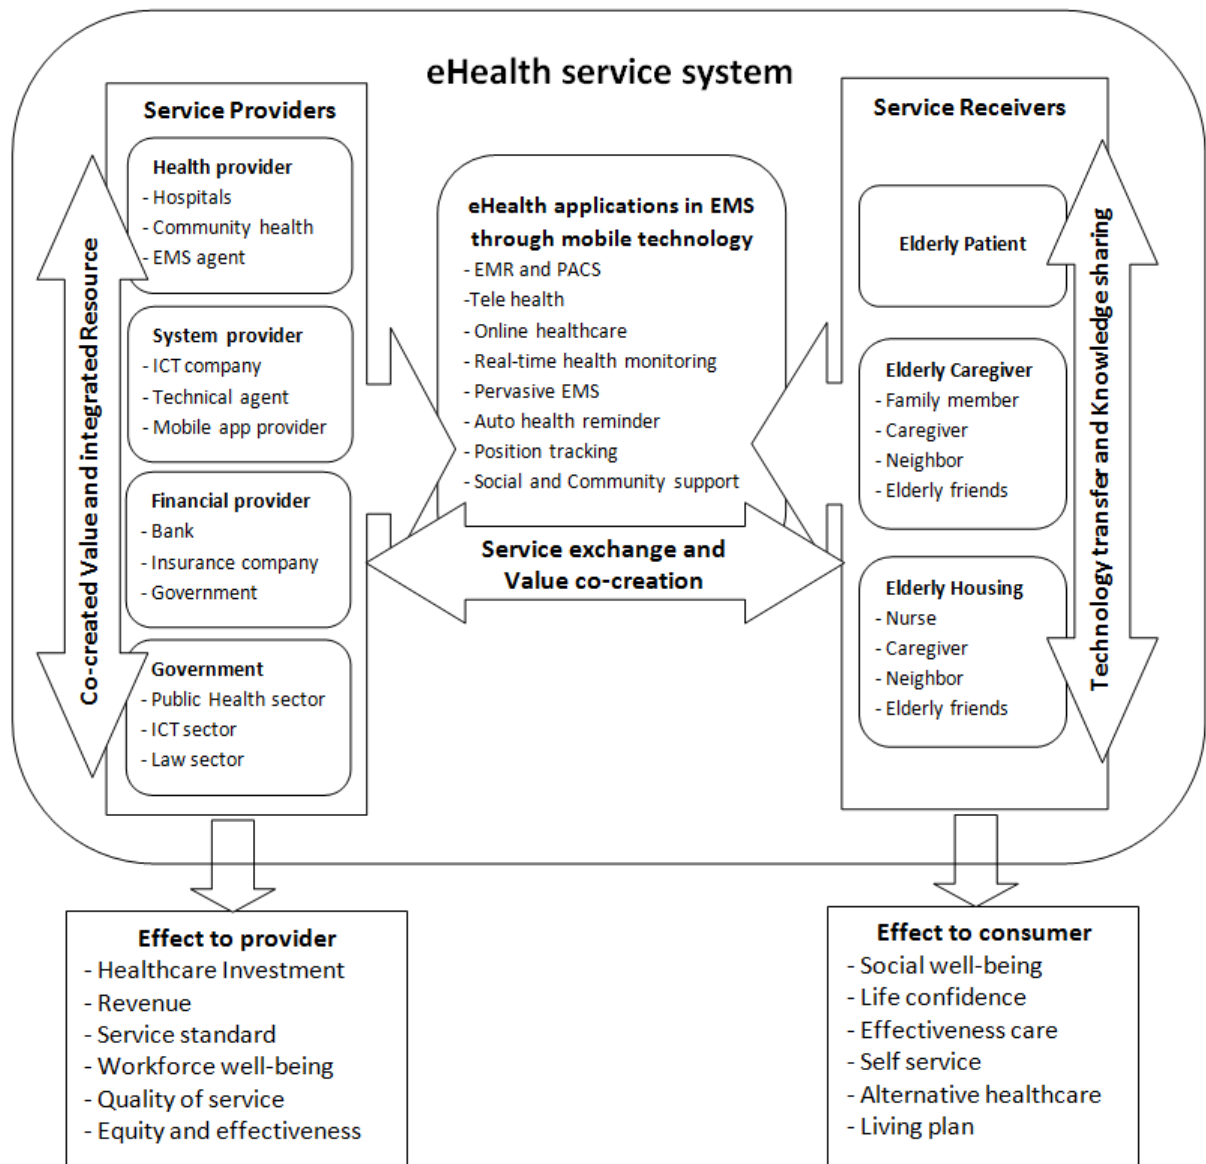 eHealth service system
Service Providers
Health provider
- Hospitals
- Community health
- EMS agent
System provider
- ICT company
- Technical agent
- Mobile app provider
Financial provider
- Bank
- Insurance company
- Government
Government
- Public Health sector
- ICT sector
- Law sector
Co-created Value and integrated Resource
eHealth applications in EMS
through mobile technology
- EMR and PACS
-Tele health
- Online healthcare
- Real-time health monitoring
- Pervasive EMS
- Auto health reminder
- Position tracking
- Social and Community support
Service exchange and
Value co-creation
Service Receivers
Elderly Patient
Elderly Caregiver
- Family member
- Caregiver
- Neighbor
- Elderly friends
Elderly Housing
- Nurse
- Caregiver
- Neighbor
- Elderly friends
Technology transfer and Knowledge sharing
Effect to provider
- Healthcare Investment
- Revenue
- Service standard
- Workforce well-being
- Quality of service
- Equity and effectiveness
Effect to consumer
- Social well-being
- Life confidence
- Effectiveness care
- Self service
- Alternative healthcare
- Living plan